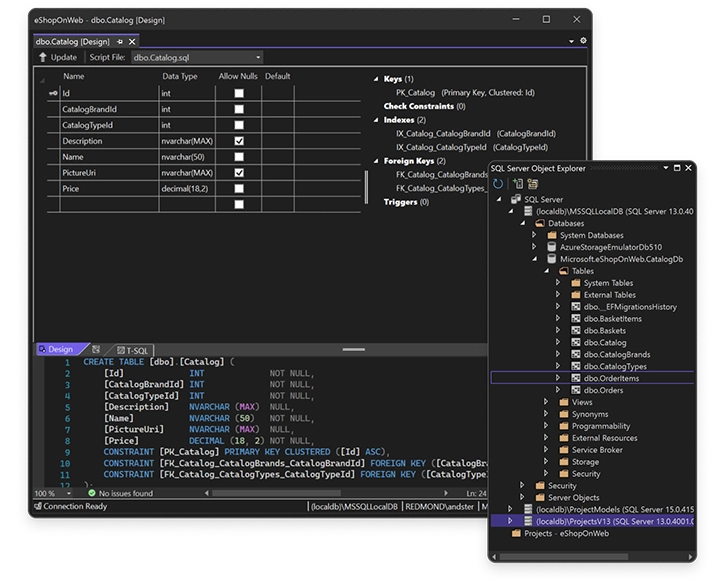 eShopOnWeb - dbo.Catalog [Design]
dbo.Catalog [Design]
Update Script File: dbo.Catalog.sql
Name Data Type Allow Nulls Default
Id int
CatalogBrandId int
CatalogTypeId int
Description nvarchar(MAX)
Name nvarchar(50)
PictureUri nvarchar(MAX)
Price decimal(18,2)
Keys (1)
PK_Catalog (Primary Key, Clustered: Id)
Check Constraints (0)
Indexes (2)
IX_Catalog_CatalogBrandId (CatalogBrandId)
IX_Catalog_CatalogTypeId (CatalogTypeId)
Foreign Keys (2)
FK_Catalog_CatalogBrands
FK_Catalog_CatalogTypes_
Triggers (0)
Design T-SQL
1 CREATE TABLE [dbo].[Catalog] (
2 [Id] INT NOT NULL,
3 [CatalogBrandId] INT NOT NULL,
4 [CatalogTypeId] INT NOT NULL,
5 [Description] NVARCHAR (MAX) NULL,
6 [Name] NVARCHAR (50) NOT NULL,
7 [PictureUri] NVARCHAR (MAX) NULL,
8 [Price] DECIMAL (18, 2) NOT NULL,
9 CONSTRAINT [PK_Catalog] PRIMARY KEY CLUSTERED ([Id] ASC),
10 CONSTRAINT [FK_Catalog_CatalogBrands_CatalogBrandId] FOREIGN KEY ([CatalogB
11 CONSTRAINT [FK_Catalog_CatalogTypes_CatalogTypeId] FOREIGN KEY ([CatalogTy
12 );
100 % No issues found Ln: 24
Connection Ready (localdb)\MSSQLLocalDB REDMOND\andster M
SQL Server Object Explorer
SQL Server
(localdb)\MSSQLLocalDB (SQL Server 13.0.40
Databases
System Databases
AzureStorageEmulatorDb510
Microsoft.eShopOnWeb.CatalogDb
Tables
System Tables
External Tables
dbo.__EFMigrationsHistory
dbo.BasketItems
dbo.Baskets
dbo.Catalog
dbo.CatalogBrands
dbo.CatalogTypes
dbo.OrderItems
dbo.Orders
Views
Synonyms
Programmability
External Resources
Service Broker
Storage
Security
Security
Server Objects
(localdb)\ProjectModels (SQL Server 15.0.415
(localdb)\ProjectsV13 (SQL Server 13.0.4001.0
Projects - eShopOnWeb